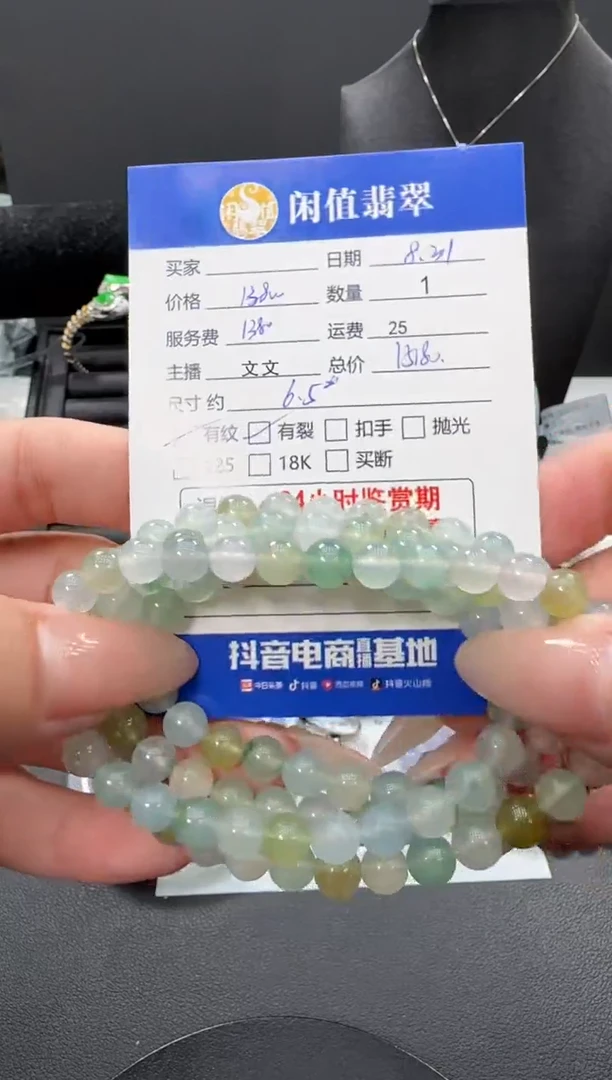 闲值翡翠
买家 日期 8.21
价格 数量 1
服务费 1380 运费 25
主播 文文 总价
尺寸约 6.5
有纹 有裂 扣手 抛光
25 18K 买断
4小时鉴赏期
抖音电商直播基地
今日头条 抖音 西瓜视频 抖音火山版